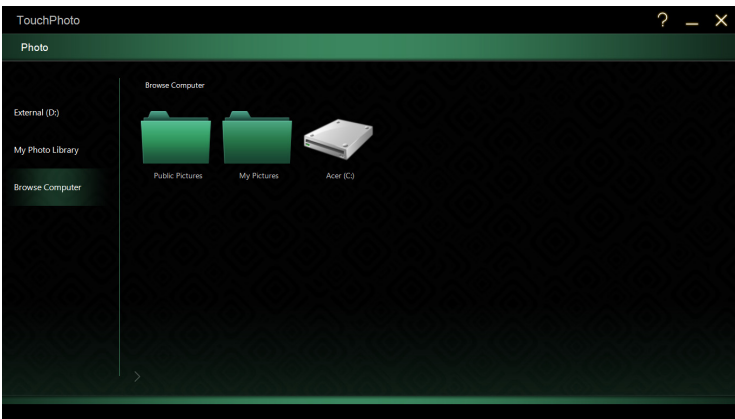 TouchPhoto
?
Photo
Browse Computer
External (D:)
My Photo Library
Browse Computer
Public Pictures
My Pictures
Acer (C:)